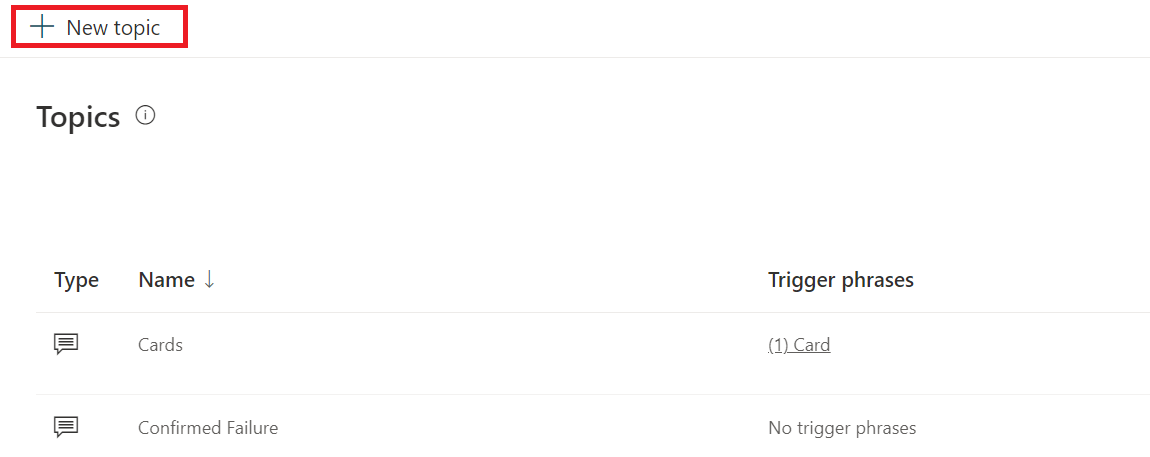 New topic
Topics
Type Name Trigger phrases
Cards (1) Card
Confirmed Failure No trigger phrases